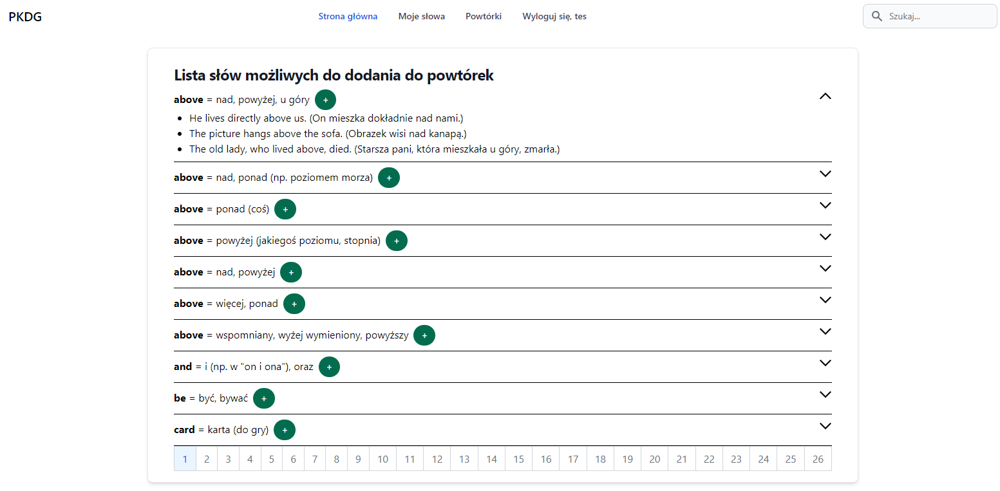 PKDG
Strona główna Moje słowa Powtórki Wyloguj się, tes
Szukaj...
Lista słów możliwych do dodania do powtórek
above = nad, powyżej, u góry +
He lives directly above us. (On mieszka dokładnie nad nami.)
The picture hangs above the sofa. (Obrazek wisi nad kanapą.)
The old lady, who lived above, died. (Starsza pani, która mieszkała u góry, zmarła.)
above = nad, ponad (np. poziomem morza) +
above = ponad (coś) +
above = powyżej (jakiegoś poziomu, stopnia) +
above = nad, powyżej +
above = więcej, ponad +
above = wspomniany, wyżej wymieniony, powyższy +
and = i (np. w "on i ona"), oraz +
be = być, bywać +
card = karta (do gry) +
1 2 3 4 5 6 7 8 9 10 11 12 13 14 15 16 17 18 19 20 21 22 23 24 25 26